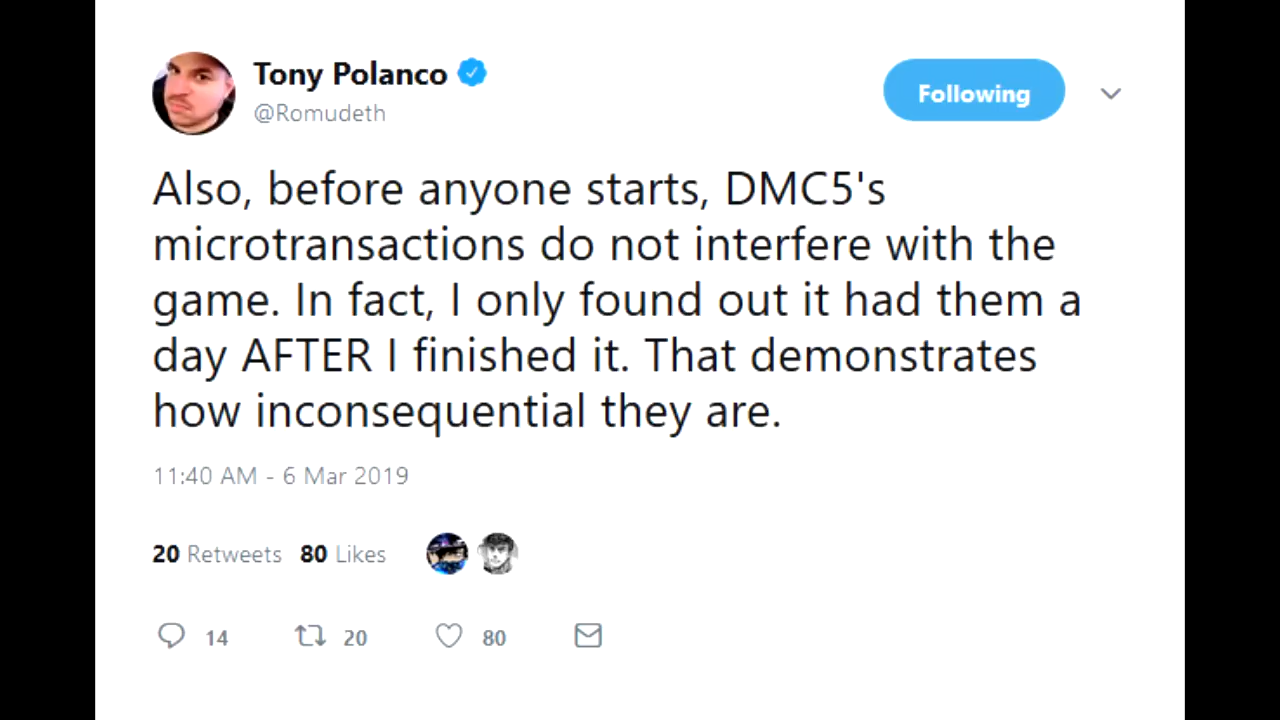 Tony Polanco
@Romudeth
Following
Also, before anyone starts, DMC5's
microtransactions do not interfere with the
game. In fact, I only found out it had them a
day AFTER I finished it. That demonstrates
how inconsequential they are.
11:40 AM - 6 Mar 2019
20 Retweets 80 Likes
14 20 80